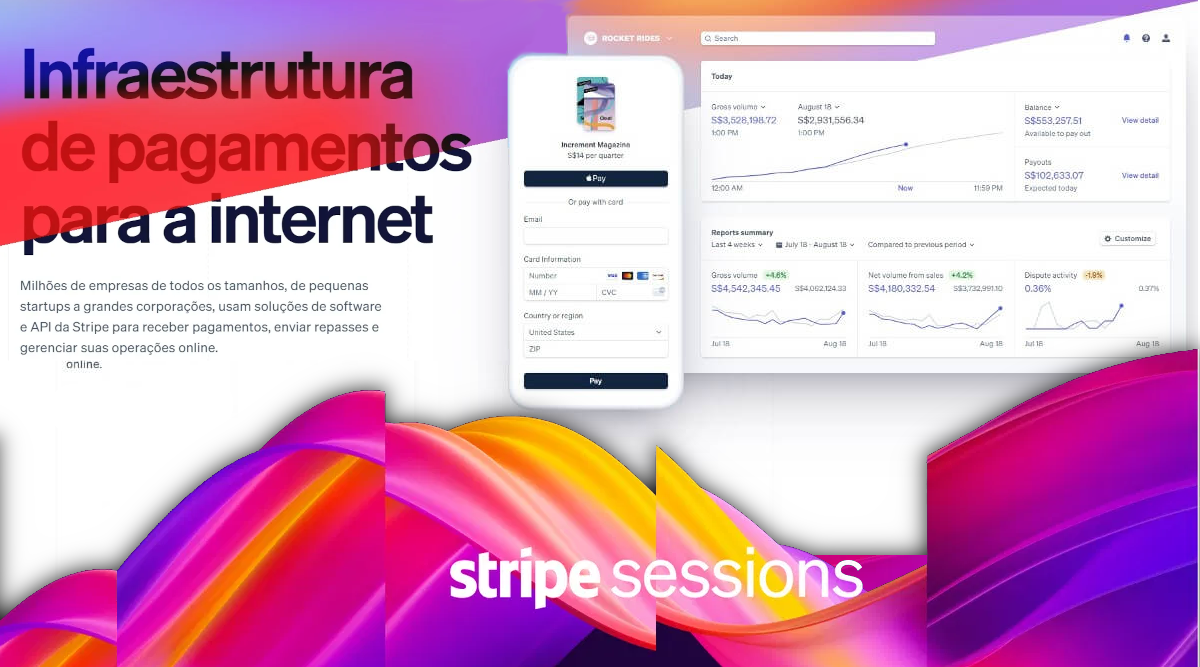 Infraestrutura
de pagamentos
para a internet
Milhões de empresas de todos os tamanhos, de pequenas
startups a grandes corporações, usam soluções de software
e API da Stripe para receber pagamentos, enviar repasses e
gerenciar suas operações online.
online.
Increment Magazine
S$14 per quarter
Pay
Or pay with card
Email
Card Information
Number
VISA
MM / YY CVC
Country or region
United States
ZIP
Pay
ROCKET RIDES
Search
Today
Gross volume August 18
S$3,528,198.72 S$2,931,556.34
1:00 PM 1:00 PM
12:00 AM Now 11:59 PM
Balance
S$553,257.51 View detail
Available to pay out
Payouts
S$102,633.07 View detail
Expected today
Reports summary
Last 4 weeks July 18 - August 18 Compared to previous period
Customize
Gross volume +4.6%
S$4,542,345.45 S$4,062,124.33
Jul 18 Aug 18
Net volume from sales +4.2%
S$4,180,332.54 S$3,732,991.10
Jul 18 Aug 18
Dispute activity -1.9%
0.36% 0.37%
Jul 18 Aug 18
stripe sessions